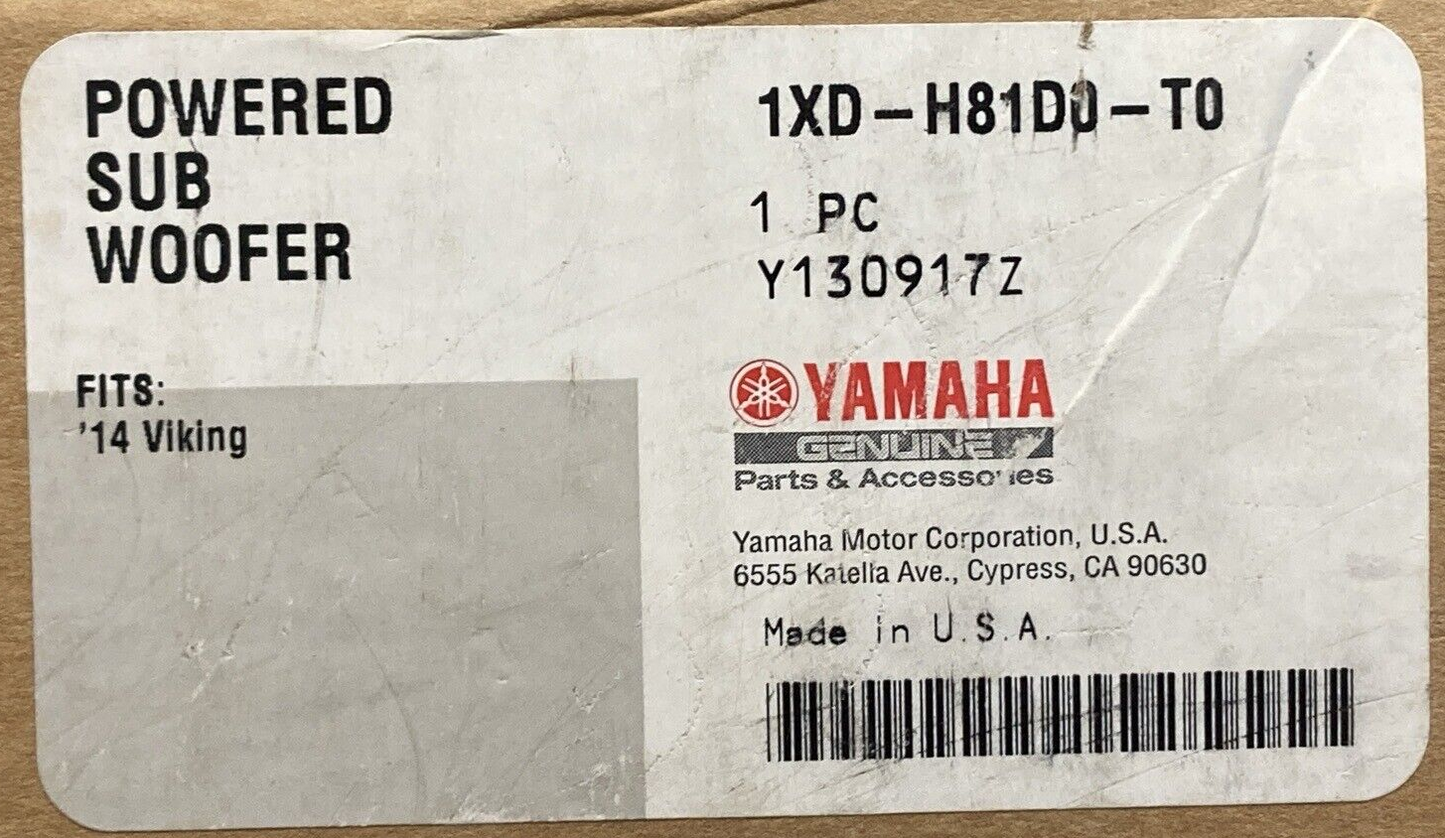 POWERED
SUB
WOOFER
FITS:
'14 Viking
1XD-H81D0-T0
1 PC
Y130917Z
YAMAHA
GENUINE
Parts & Accessories
Yamaha Motor Corporation, U.S.A.
6555 Katella Ave., Cypress, CA 90630
Made in U.S.A.